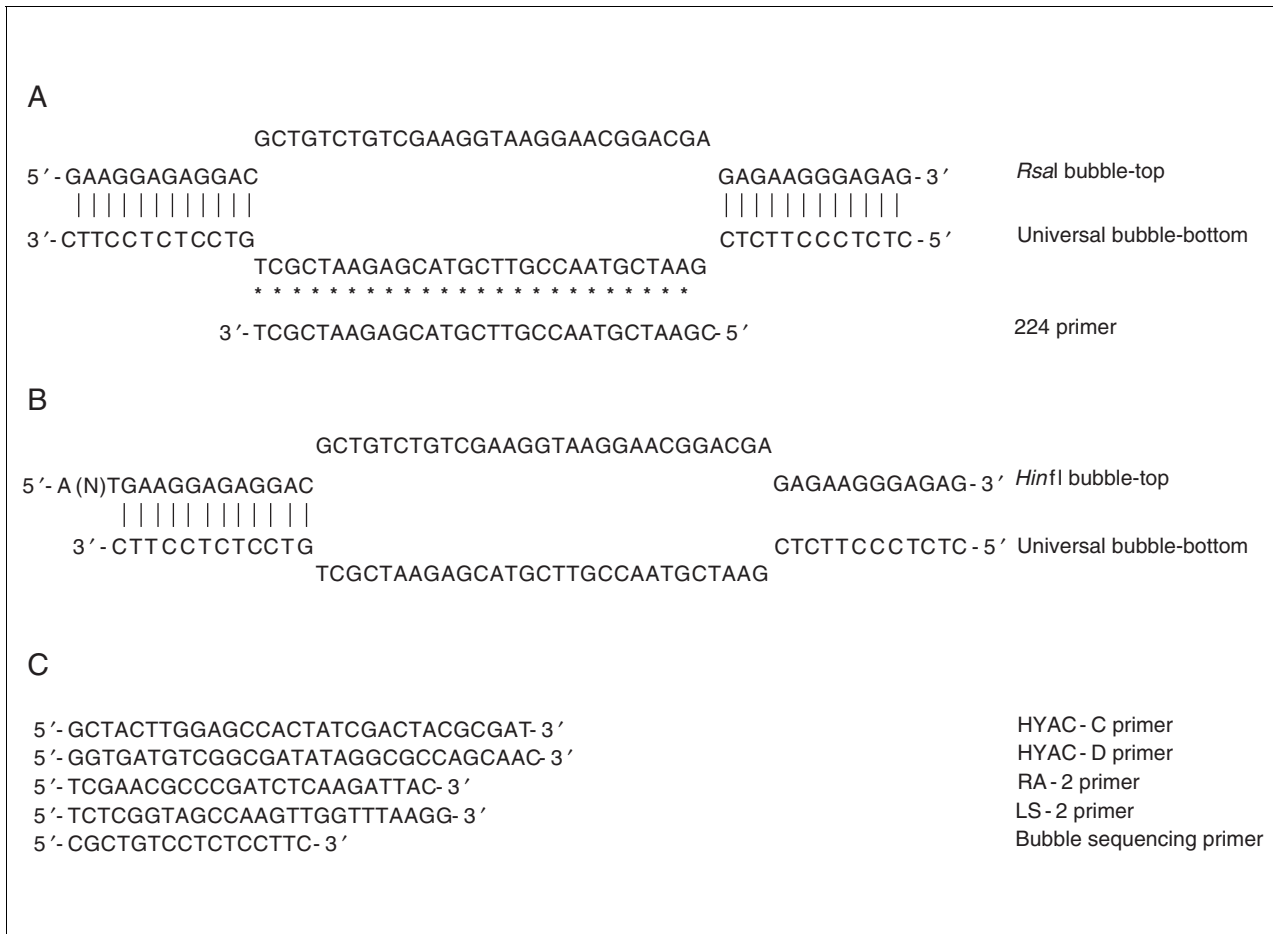 A
GCTGTCTGTCGAAGGTAAGGAACGGACGA
5′-GAAGGAGAGGAC GAGAAGGGAGAG-3′ RsaI bubble-top
3′-CTTCCTCTCCTG CTCTTCCCTCTC-5′ Universal bubble-bottom
TCGCTAAGAGCATGCTTGCCAATGCTAAG
* * * * * * * * * * * * * * * * * * * * * * * *
3′-TCGCTAAGAGCATGCTTGCCAATGCTAAGC-5′ 224 primer
B
GCTGTCTGTCGAAGGTAAGGAACGGACGA
5′-A(N)TGAAGGAGAGGAC GAGAAGGGAGAG-3′ HinfI bubble-top
3′-CTTCCTCTCCTG CTCTTCCCTCTC-5′ Universal bubble-bottom
TCGCTAAGAGCATGCTTGCCAATGCTAAG
C
5′-GCTACTTGGAGCCACTATCGACTACGCGAT-3′ HYAC-C primer
5′-GGTGATGTCGGCGATATAGGCGCCAGCAAC-3′ HYAC-D primer
5′-TCGAACGCCCGATCTCAAGATTAC-3′ RA-2 primer
5′-TCTCGGTAGCCAAGTTGGTTTAAGG-3′ LS-2 primer
5′-CGCTGTCCTCTCCTTC-3′ Bubble sequencing primer